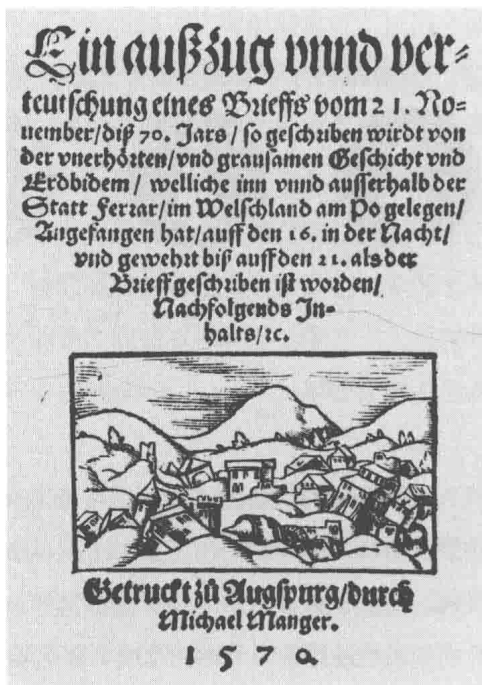 Ein außzug vnnd ver⸗
teutschung eines Brieffs vom 21. No⸗
uember/diß 70. Jars/ so geschriben wirdt von
der vnerhörten/vnd grausamen Geschicht vnd
Erdbidem/ welliche inn vnnd ausserhalb der
Statt Ferrar/im Welschland am Po gelegen/
Angefangen hat/auff den 16. in der Nacht/
vnd gewehrt biß auff den 21. als der
Brieff geschriben ist worden/
Nachfolgends Jn⸗
halts/ꝛc.
Getruckt zů Augspurg/durch
Michael Manger.
1570